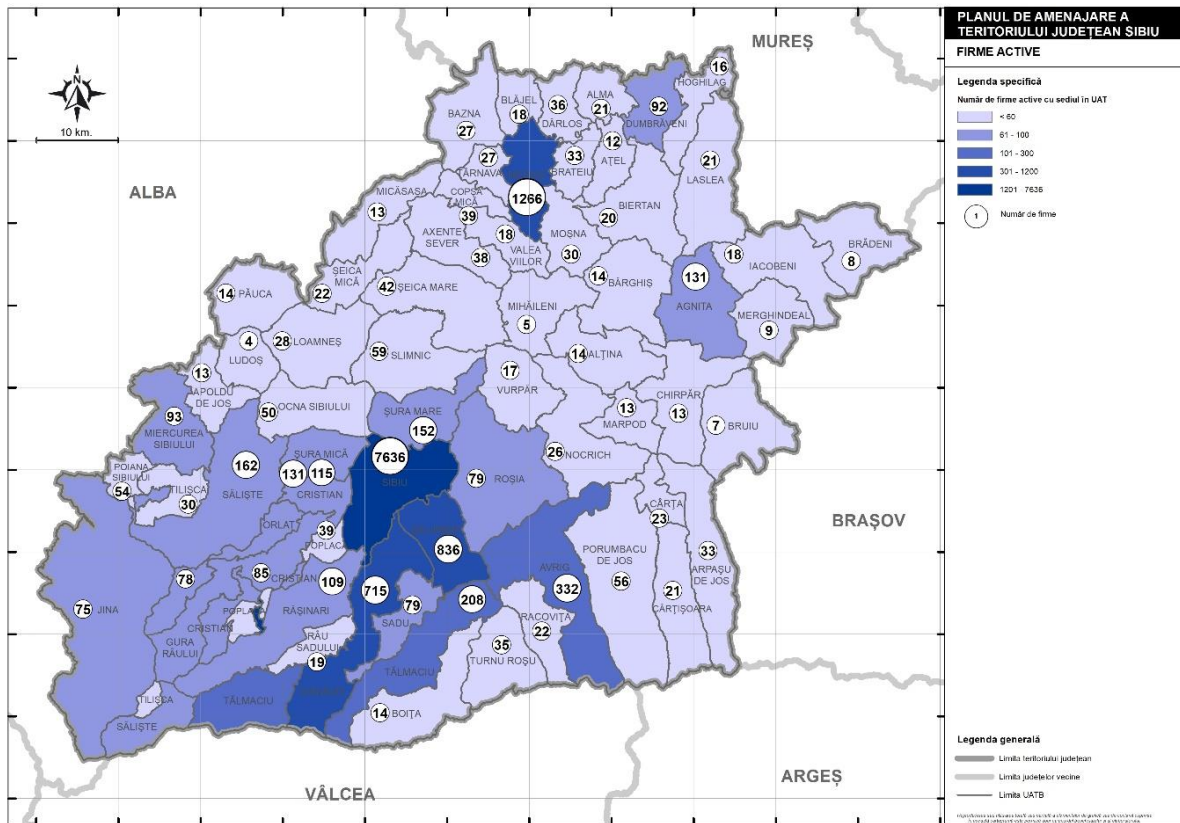 PLANUL DE AMENAJARE A
TERITORIULUI JUDEȚEAN SIBIU
FIRME ACTIVE
Legenda specifică
Număr de firme active cu sediul în UAT
< 60
61 - 100
101 - 300
301 - 1200
1201 - 7636
1 Număr de firme
MUREȘ
10 km.
ALBA
BRAȘOV
VÂLCEA
ARGEȘ
16
HOGHILAG
BLĂJEL
18
36
DÂRLOS
ALMA
21
92
DUMBRĂVENI
BAZNA
27
27
TÂRNAVA
33
BRATEIU
12
AȚEL
21
LASLEA
1266
MICĂSASA
13
COPȘA
MICĂ
39
BIERTAN
20
AXENTE
SEVER
38
18
VALEA
VIILOR
MOȘNA
30
18
IACOBENI
BRĂDENI
8
14
PĂUCA
ȘEICA
MICĂ
22
42
ȘEICA MARE
14
BÂRGHIȘ
131
AGNITA
MIHĂILENI
5
MERGHINDEAL
9
4
LUDOȘ
28
LOAMNEȘ
59
SLIMNIC
14
ALȚINA
13
APOLDU
DE JOS
17
VURPĂR
50
OCNA SIBIULUI
93
MIERCUREA
SIBIULUI
ȘURA MARE
152
13
MARPOD
CHIRPĂR
13
7
BRUIU
162
SĂLIȘTE
ȘURA MICĂ
131
115
CRISTIAN
7636
SIBIU
79
ROȘIA
26
NOCRICH
POIANA
SIBIULUI
54
TILIȘCA
30
ORLAT
39
POPLACA
CÂRȚA
23
836
33
ARPAȘU
DE JOS
PORUMBACU
DE JOS
56
21
CÂRȚIȘOARA
AVRIG
332
75
JINA
78
85
CRISTIAN
109
RĂȘINARI
715
79
SADU
208
POPLACA
CRISTIAN
GURA
RÂULUI
RÂU
SADULUI
19
RACOVIȚA
22
35
TURNU ROȘU
TĂLMACIU
TILIȘCA
SĂLIȘTE
TĂLMACIU
14
BOIȚA
Legenda generală
Limita teritoriului județean
Limita județelor vecine
Limita UATB